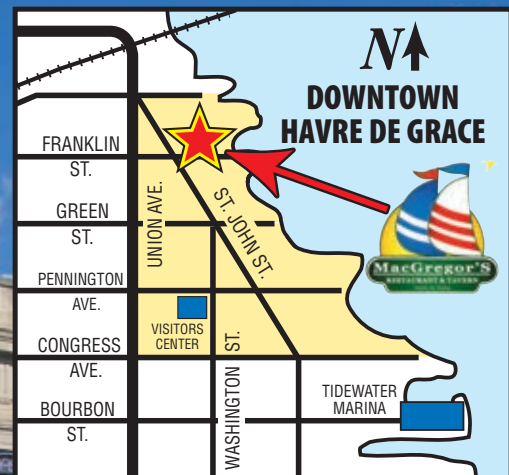 N
DOWNTOWN
HAVRE DE GRACE
FRANKLIN
ST.
GREEN
ST.
UNION AVE.
ST. JOHN ST.
MacGregor'S
RESTAURANT & TAVERN
PENNINGTON
AVE.
VISITORS
CENTER
CONGRESS
AVE.
WASHINGTON ST.
TIDEWATER
MARINA
BOURBON
ST.